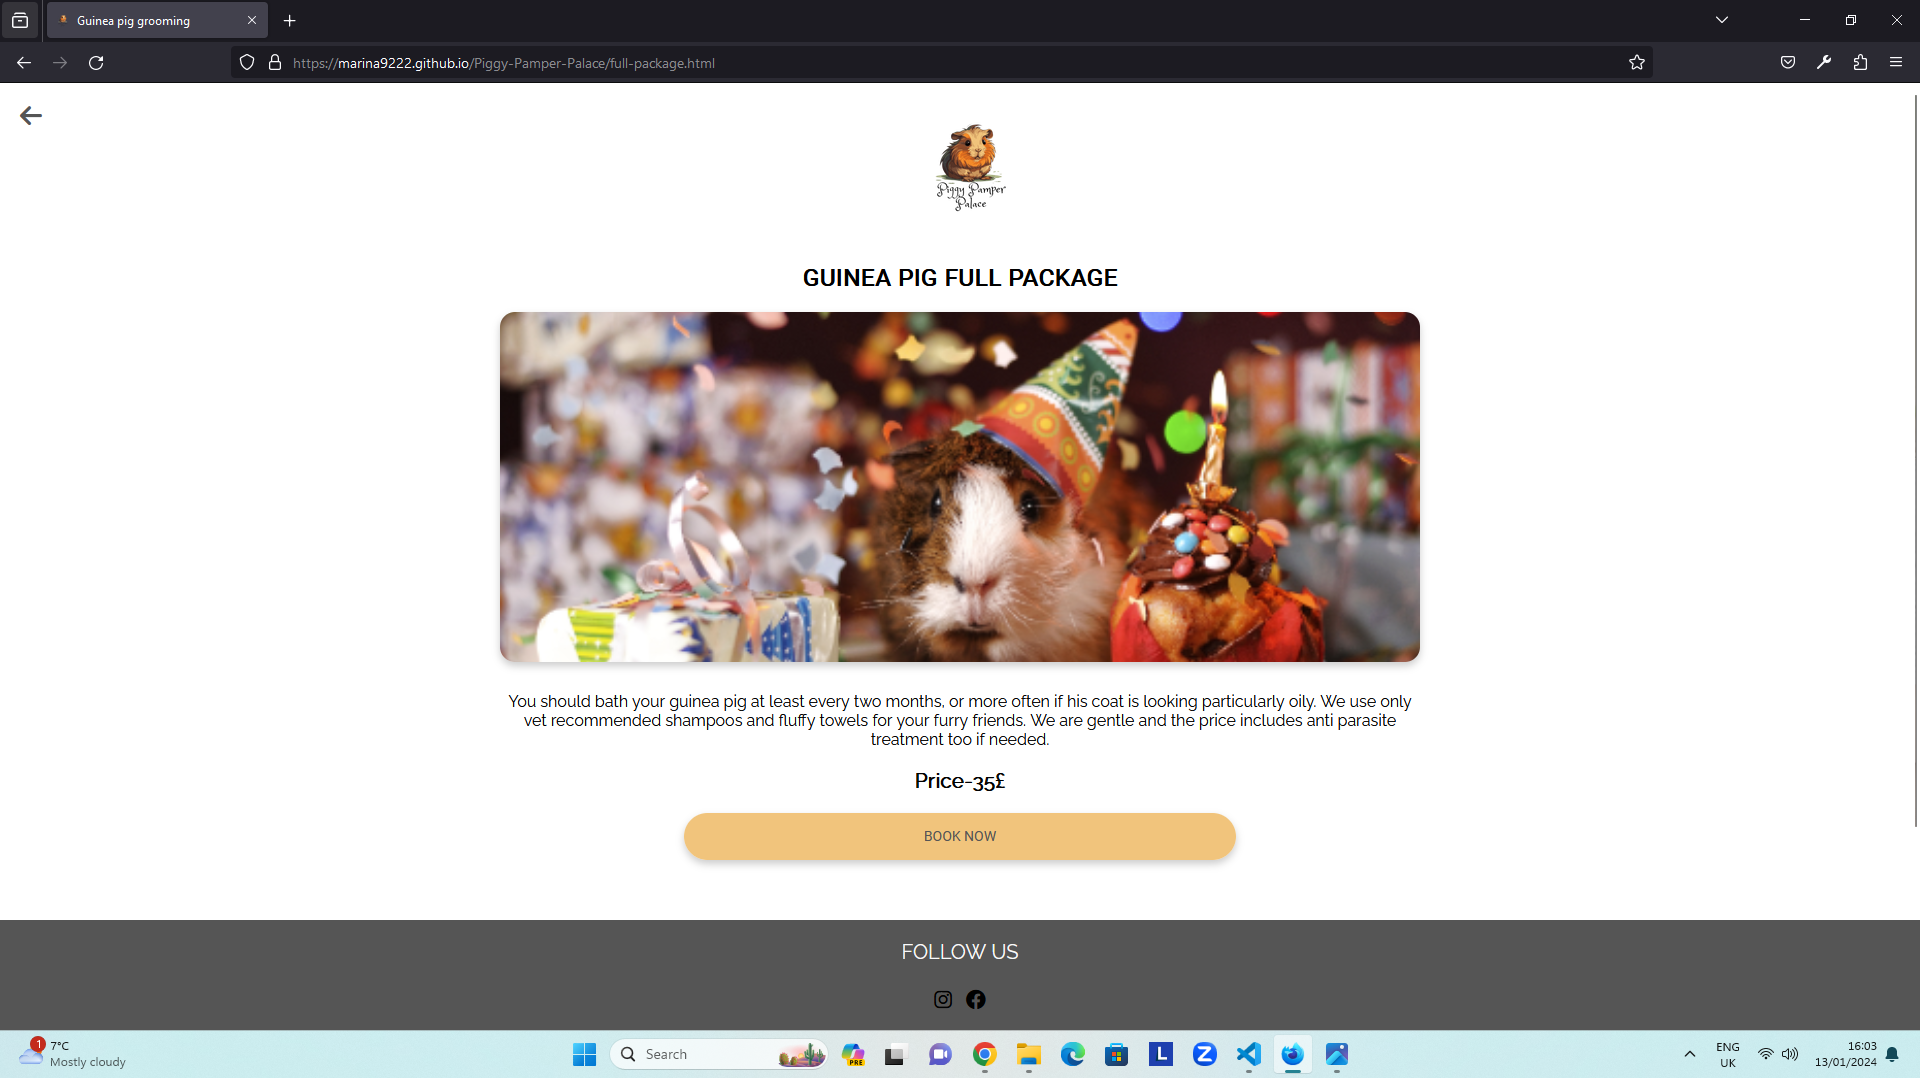 Guinea pig grooming
https://marina9222.github.io/Piggy-Pamper-Palace/full-package.html
Piggy Pamper
Palace
GUINEA PIG FULL PACKAGE
You should bath your guinea pig at least every two months, or more often if his coat is looking particularly oily. We use only
vet recommended shampoos and fluffy towels for your furry friends. We are gentle and the price includes anti parasite
treatment too if needed.
Price-35£
BOOK NOW
FOLLOW US
1
7°C
Mostly cloudy
Search
PRE
L
Z
ENG
UK
16:03
13/01/2024